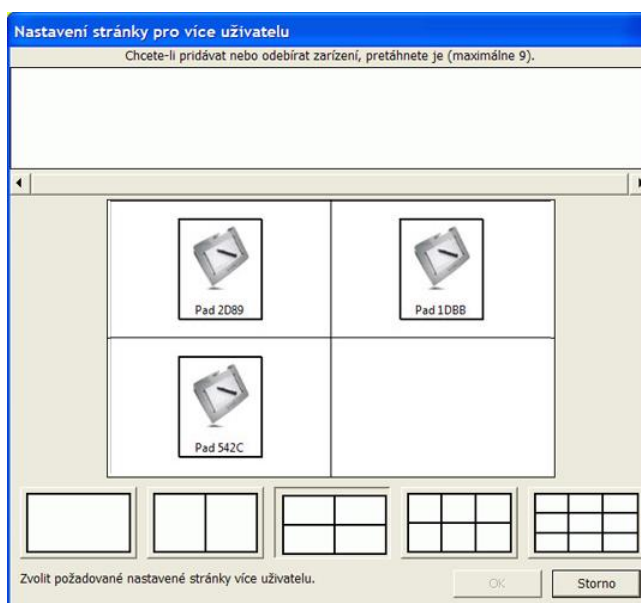 Nastavení stránky pro více uživatelu
Chcete-li pridávat nebo odebírat zarízení, pretáhnete je (maximálne 9).
Pad 2D89
Pad 1DBB
Pad 542C
Zvolit požadované nastavené stránky více uživatelu.
OK
Storno